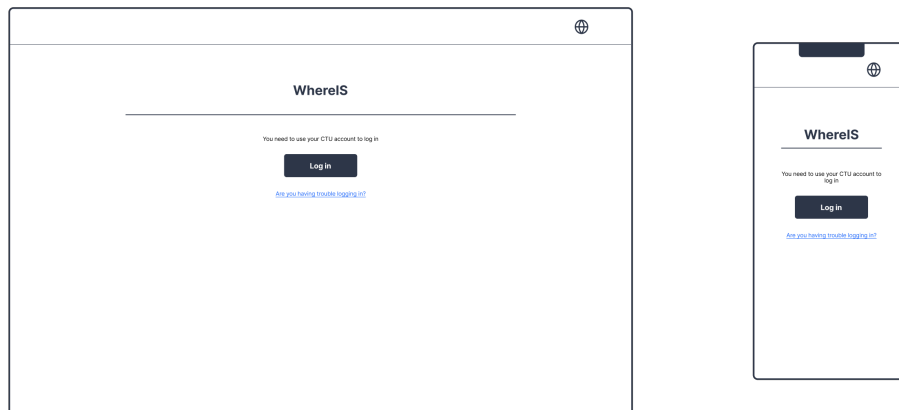 WhereIS
You need to use your CTU account to log in
Log in
Are you having trouble logging in?
WhereIS
You need to use your CTU account to
log in
Log in
Are you having trouble logging in?